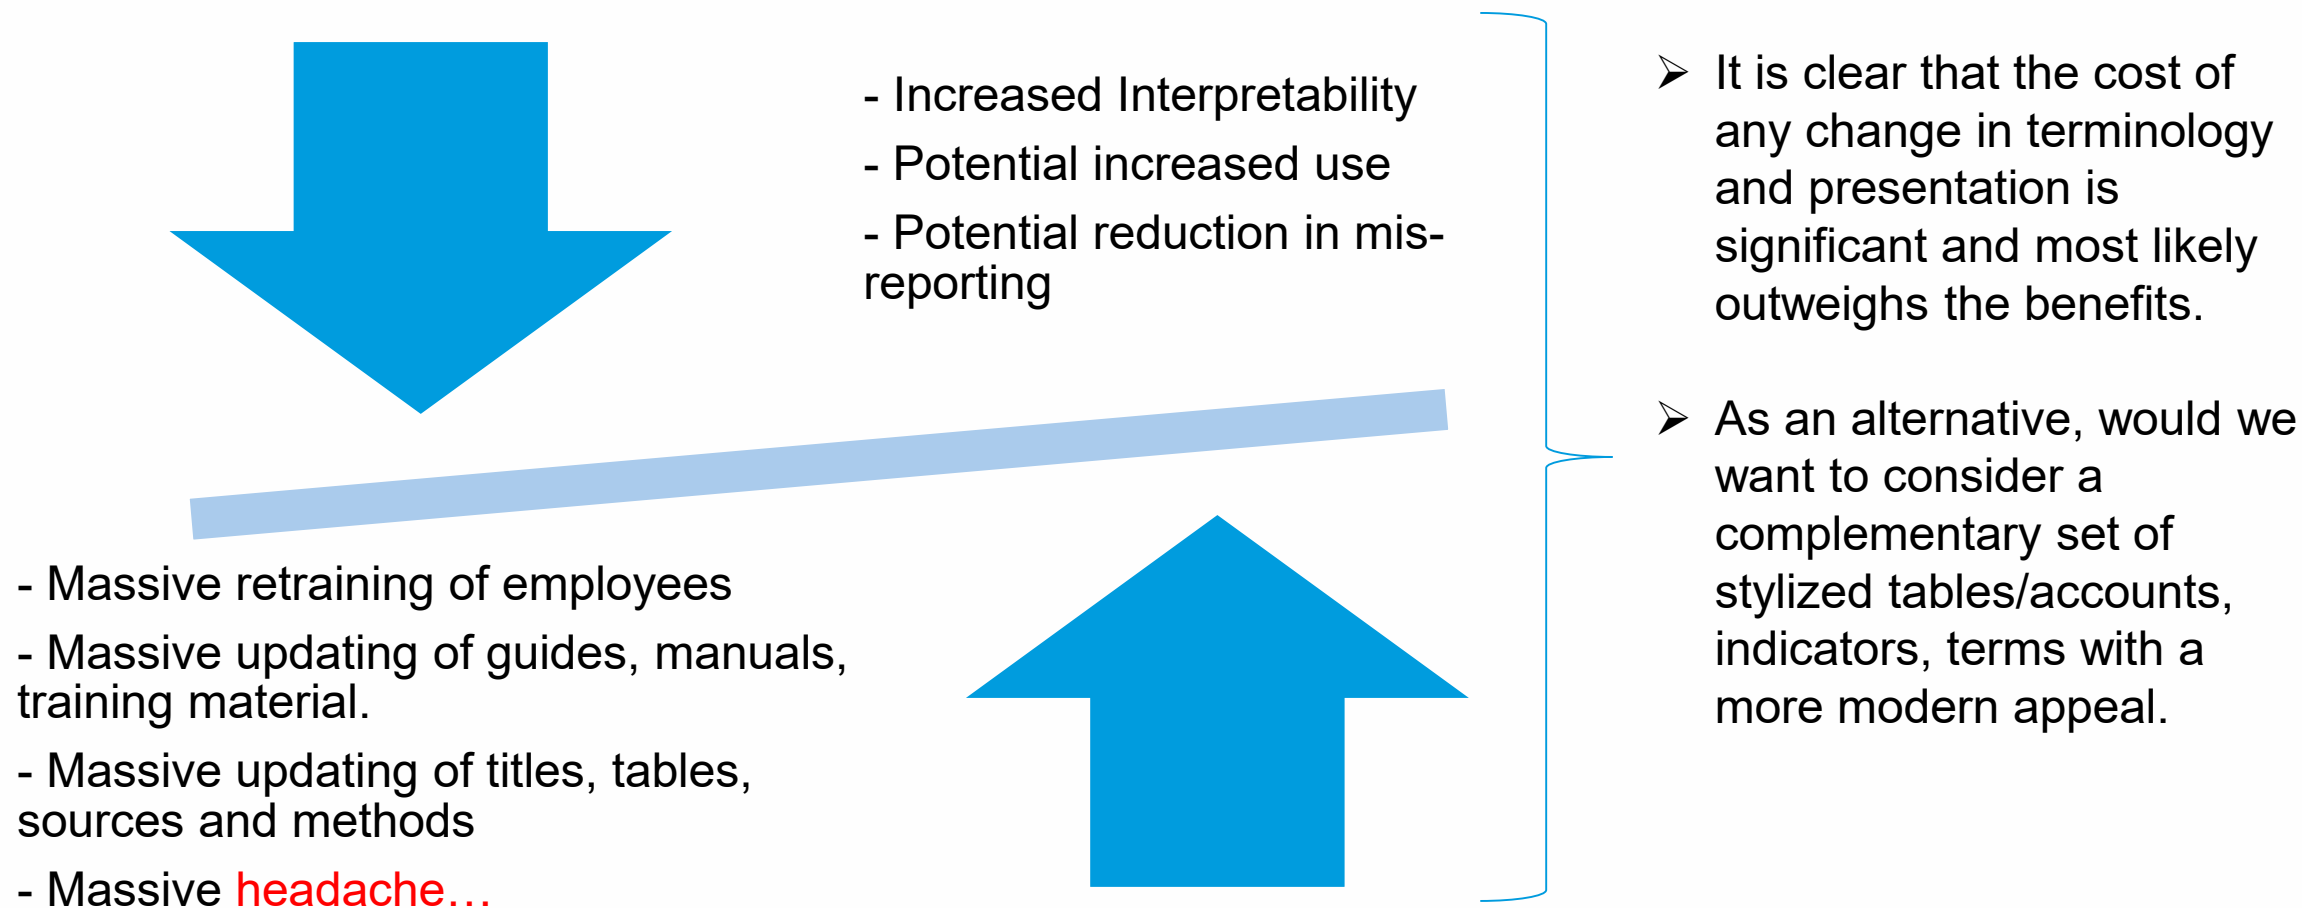 - Increased Interpretability
- Potential increased use
- Potential reduction in mis-
reporting
- Massive retraining of employees
- Massive updating of guides, manuals,
training material.
- Massive updating of titles, tables,
sources and methods
- Massive headache…
➢ It is clear that the cost of
any change in terminology
and presentation is
significant and most likely
outweighs the benefits.
➢ As an alternative, would we
want to consider a
complementary set of
stylized tables/accounts,
indicators, terms with a
more modern appeal.